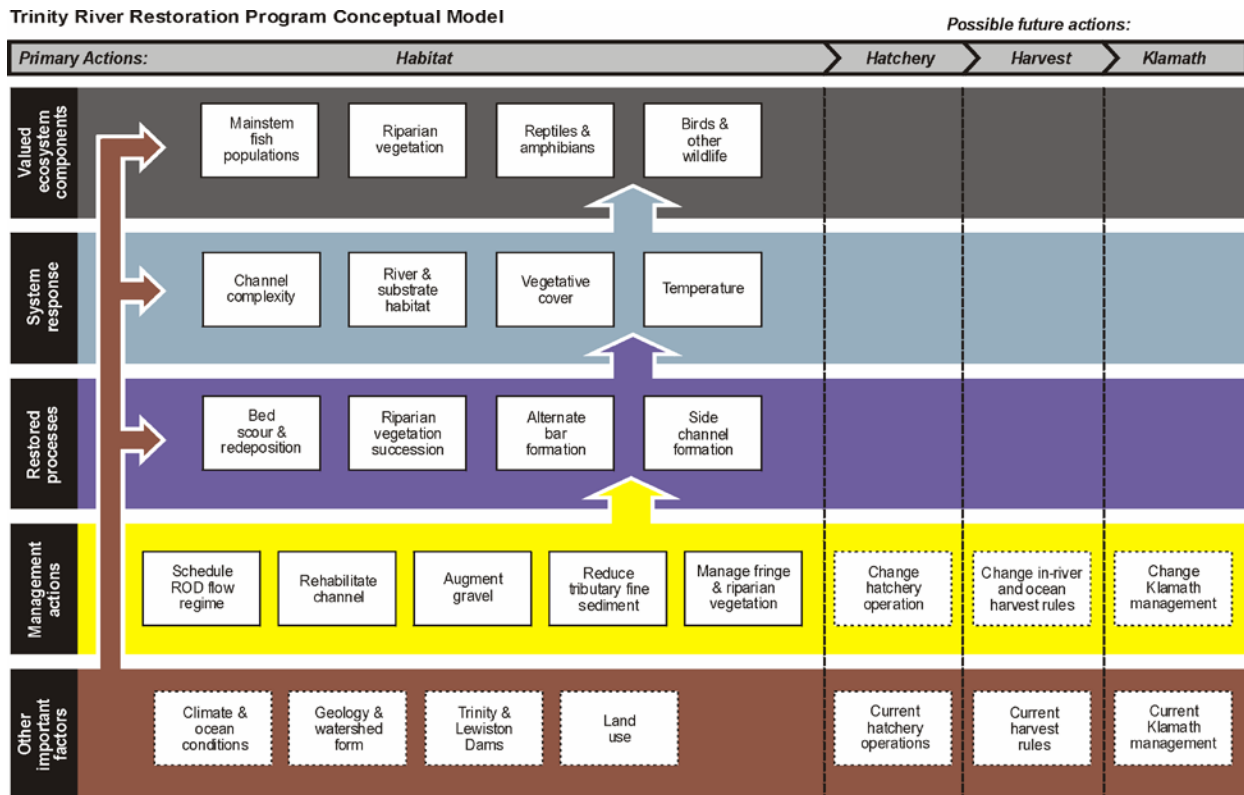 Trinity River Restoration Program Conceptual Model
Possible future actions:
Primary Actions:
Habitat
Hatchery
Harvest
Klamath
Valued
ecosystem
components
Mainstem
fish
populations
Riparian
vegetation
Reptiles &
amphibians
Birds &
other
wildlife
System
response
Channel
complexity
River &
substrate
habitat
Vegetative
cover
Temperature
Restored
processes
Bed
scour &
redeposition
Riparian
vegetation
succession
Alternate
bar
formation
Side
channel
formation
Management
actions
Schedule
ROD flow
regime
Rehabilitate
channel
Augment
gravel
Reduce
tributary fine
sediment
Manage fringe
& riparian
vegetation
Change
hatchery
operation
Change in-river
and ocean
harvest rules
Change
Klamath
management
Other
important
factors
Climate &
ocean
conditions
Geology &
watershed
form
Trinity &
Lewiston
Dams
Land
use
Current
hatchery
operations
Current
harvest
rules
Current
Klamath
management